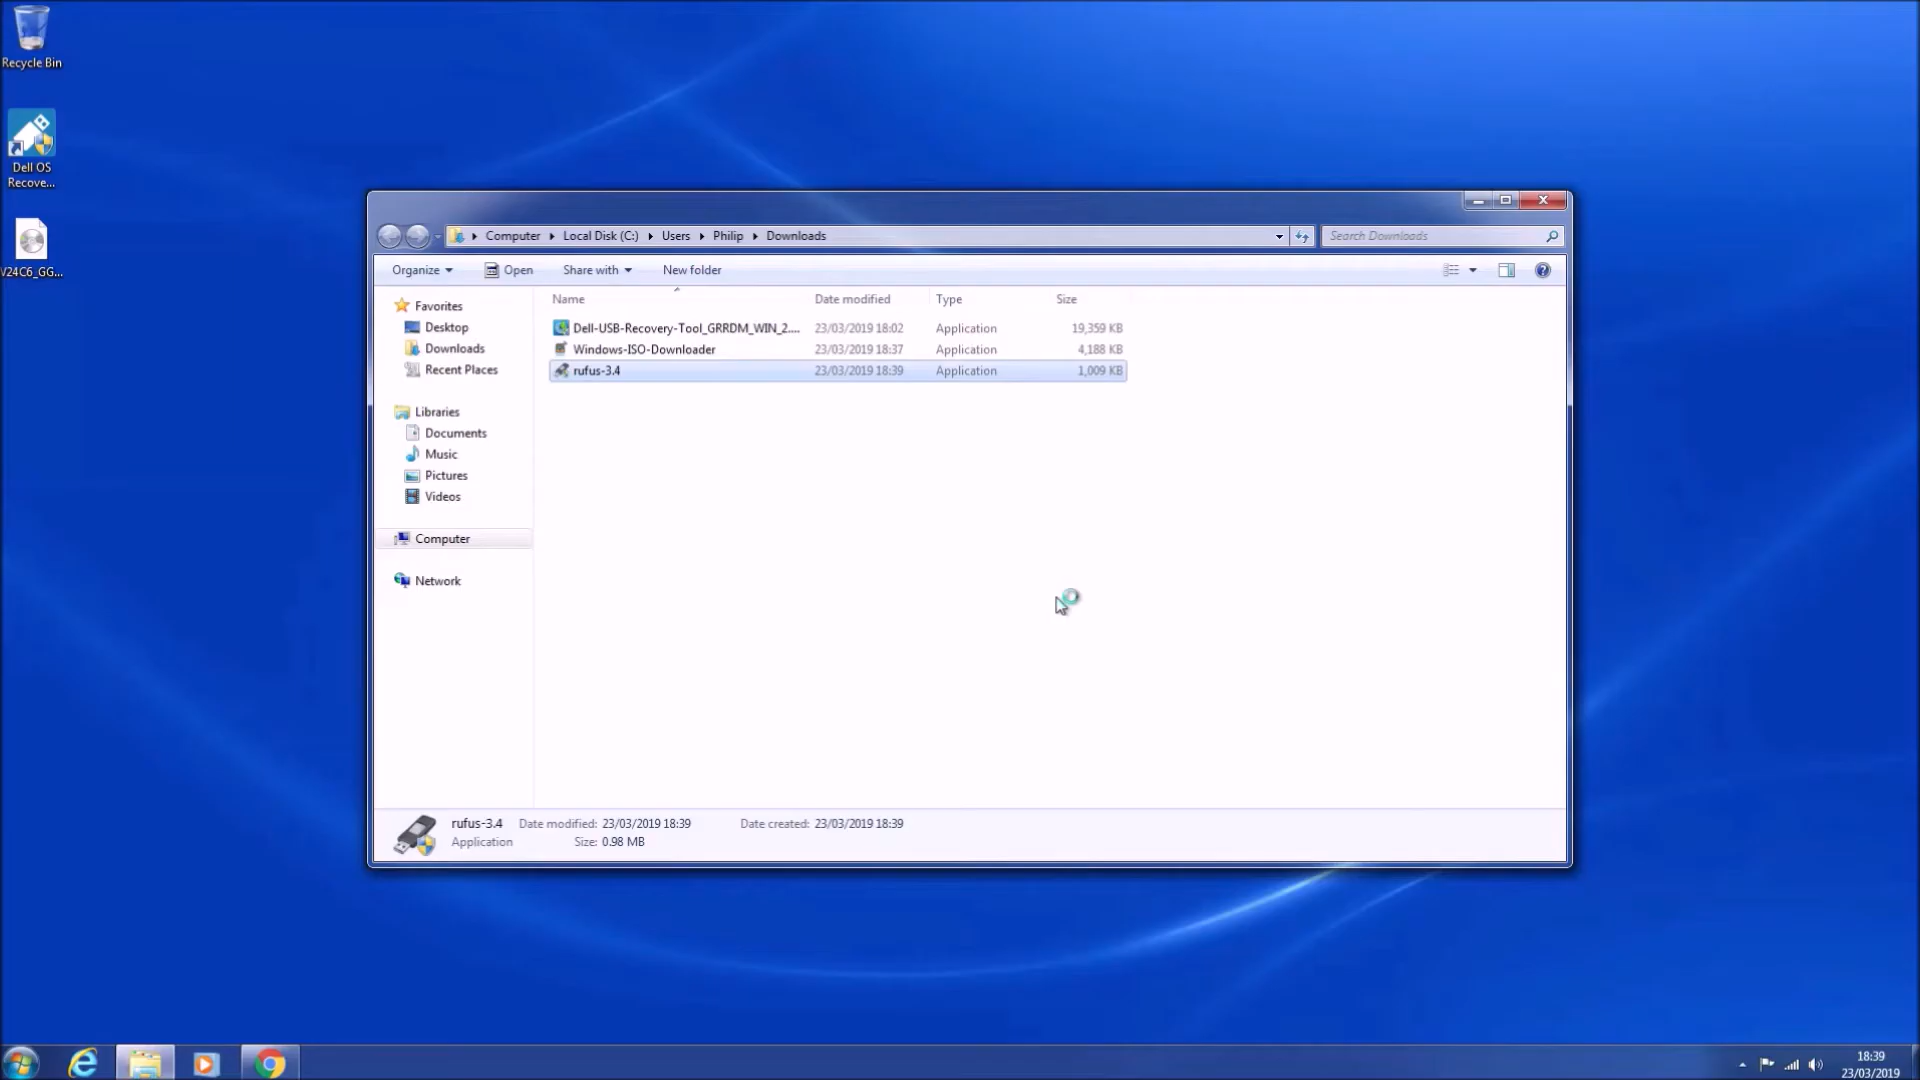 Recycle Bin
Dell OS
Recove...
V24C6_GG...
Computer
Local Disk (C:)
Users
Philip
Downloads
Search Downloads
Organize
Open
Share with
New folder
Name
Date modified
Type
Size
Favorites
Desktop
Downloads
Recent Places
Libraries
Documents
Music
Pictures
Videos
Computer
Network
Dell-USB-Recovery-Tool_GRRDM_WIN_2.... 23/03/2019 18:02 Application 19,359 KB
Windows-ISO-Downloader 23/03/2019 18:37 Application 4,188 KB
rufus-3.4 23/03/2019 18:39 Application 1,009 KB
rufus-3.4 Date modified: 23/03/2019 18:39 Date created: 23/03/2019 18:39
Application Size: 0.98 MB
18:39
23/03/2019